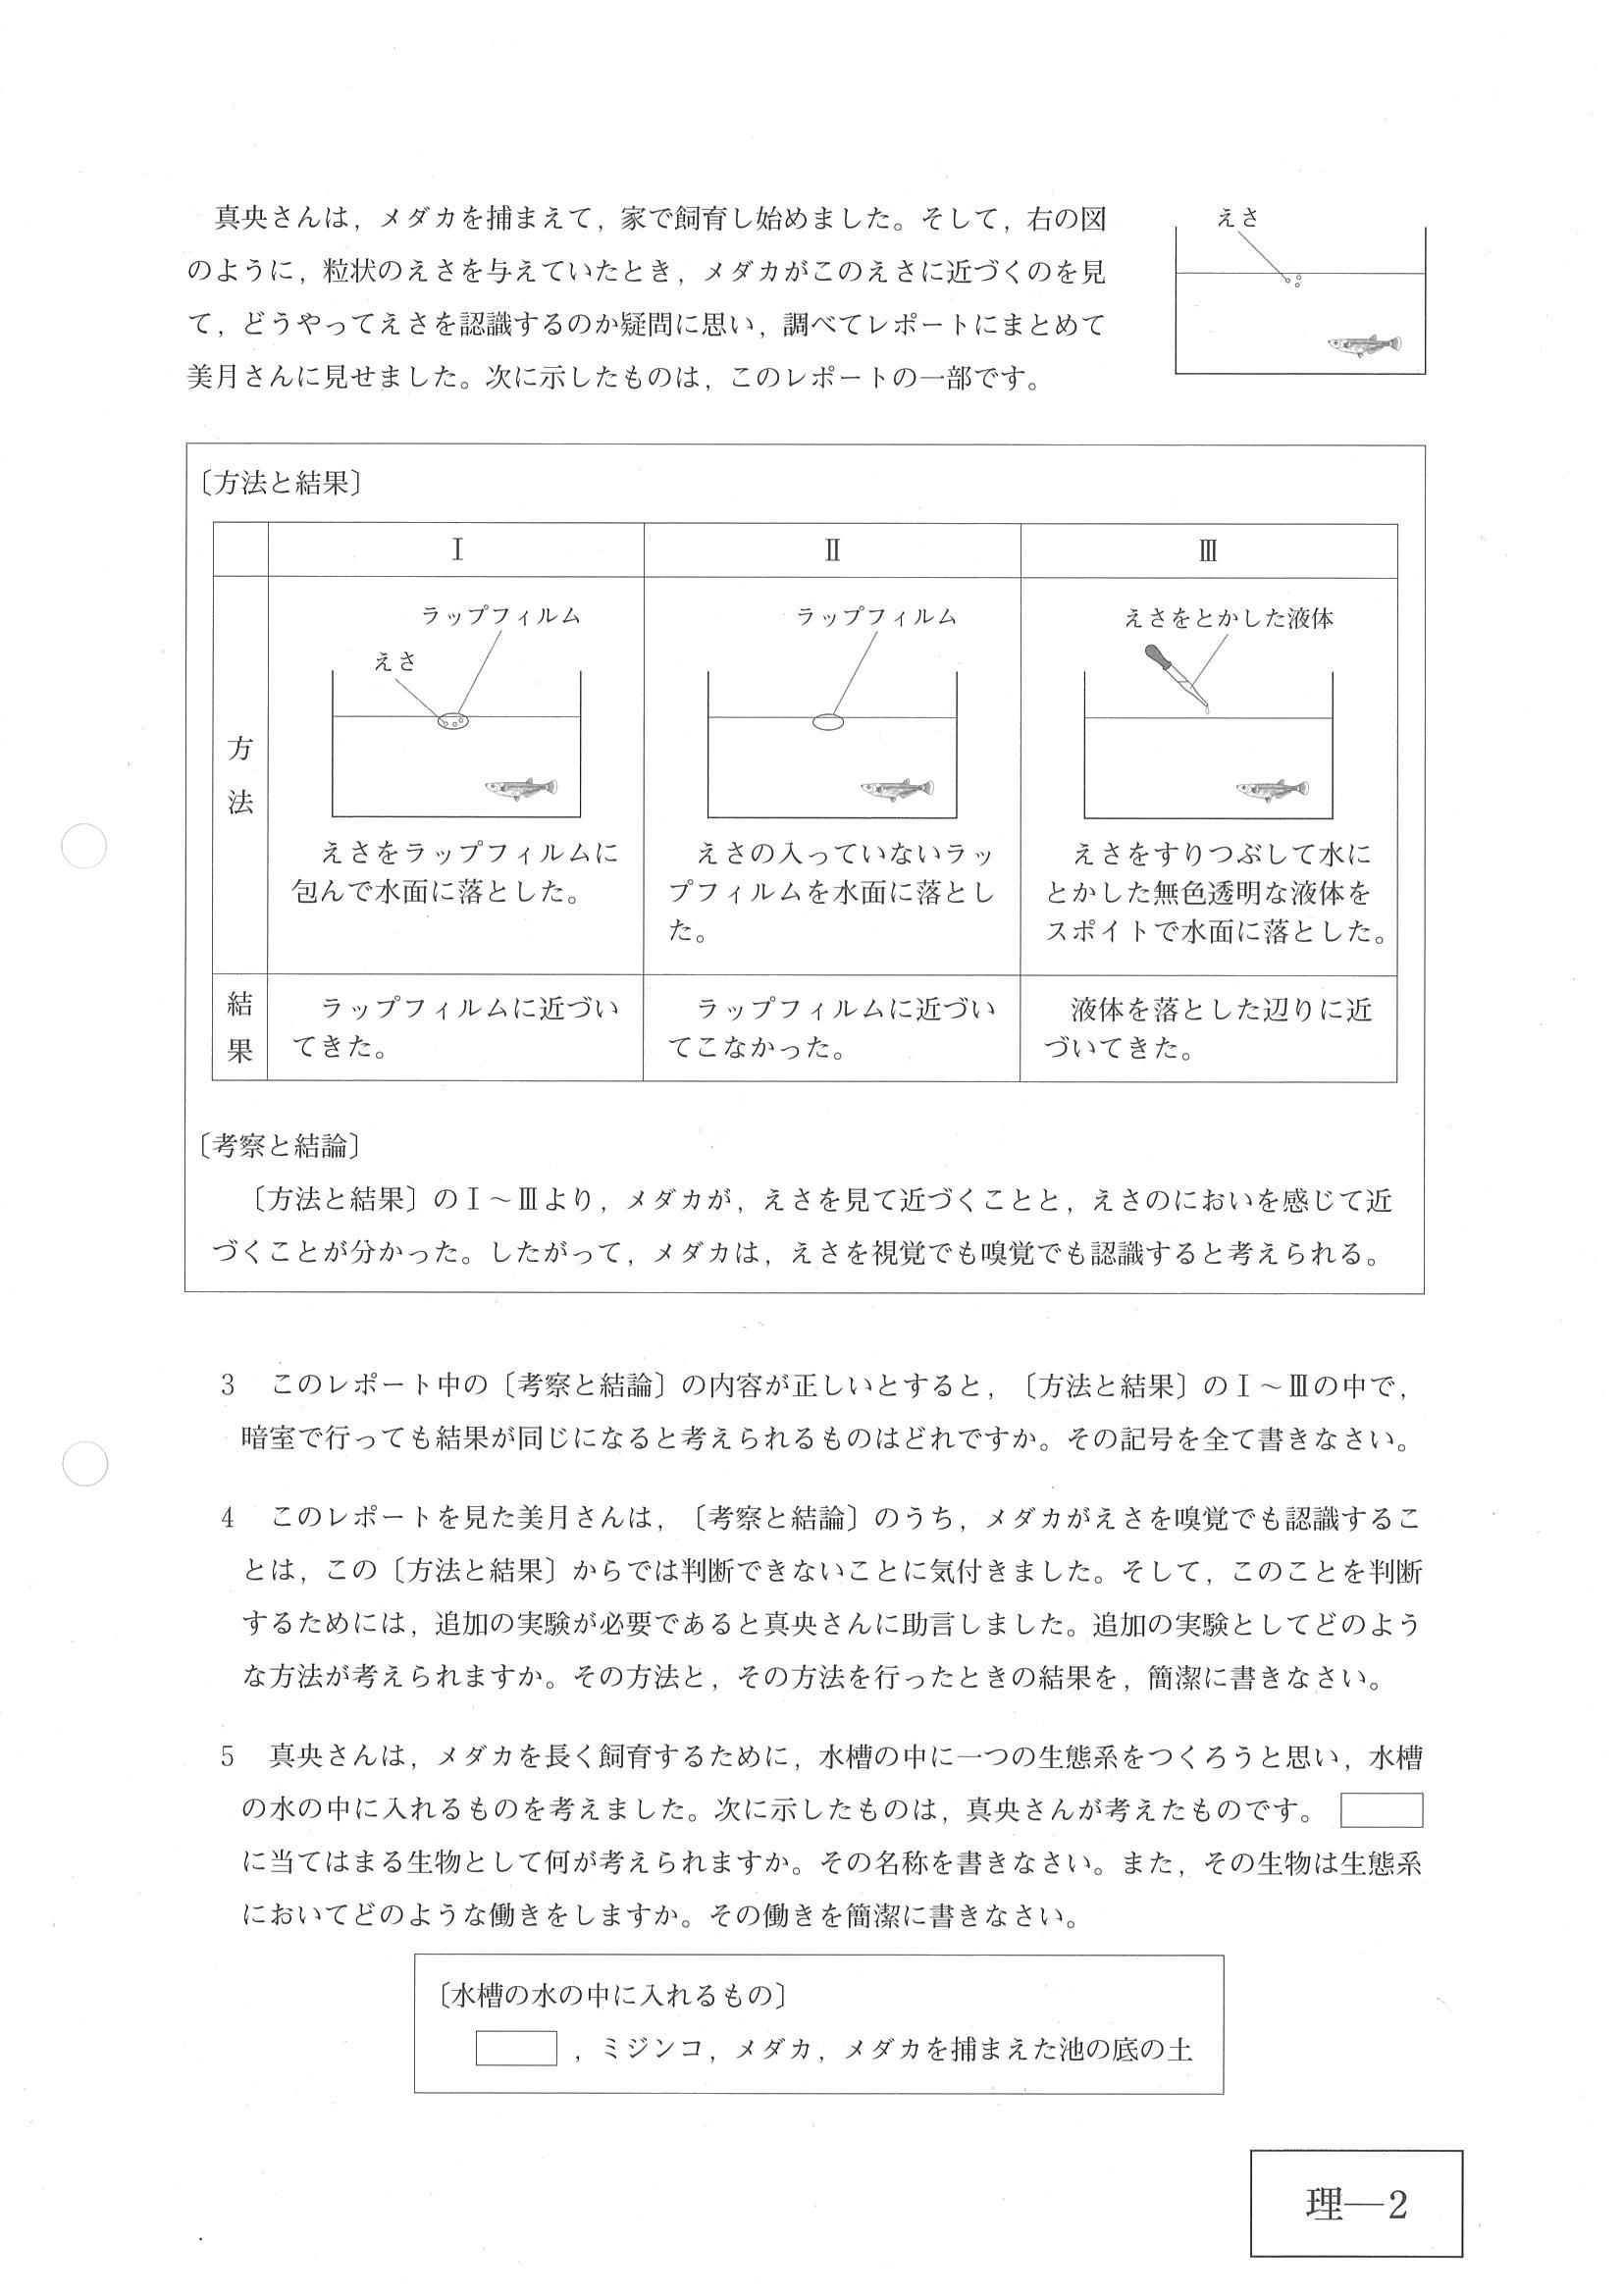 真央さんは，メダカを捕まえて，家で飼育し始めました。そして，右の図
のように，粒状のえさを与えていたとき，メダカがこのえさに近づくのを見
て，どうやってえさを認識するのか疑問に思い，調べてレポートにまとめて
美月さんに見せました。次に示したものは，このレポートの一部です。
えさ
〔方法と結果〕
Ⅰ
Ⅱ
Ⅲ
方法
ラップフィルム
えさ
えさをラップフィルムに
包んで水面に落とした。
ラップフィルム
えさの入っていないラッ
プフィルムを水面に落とし
た。
えさをとかした液体
えさをすりつぶして水に
とかした無色透明な液体を
スポイトで水面に落とした。
結果
ラップフィルムに近づい
てきた。
ラップフィルムに近づい
てこなかった。
液体を落とした辺りに近
づいてきた。
〔考察と結論〕
〔方法と結果〕のⅠ～Ⅲより，メダカが，えさを見て近づくことと，えさのにおいを感じて近
づくことが分かった。したがって，メダカは，えさを視覚でも嗅覚でも認識すると考えられる。
3　このレポート中の〔考察と結論〕の内容が正しいとすると，〔方法と結果〕のⅠ～Ⅲの中で，
暗室で行っても結果が同じになると考えられるものはどれですか。その記号を全て書きなさい。
4　このレポートを見た美月さんは，〔考察と結論〕のうち，メダカがえさを嗅覚でも認識するこ
とは，この〔方法と結果〕からでは判断できないことに気付きました。そして，このことを判断
するためには，追加の実験が必要であると真央さんに助言しました。追加の実験としてどのよう
な方法が考えられますか。その方法と，その方法を行ったときの結果を，簡潔に書きなさい。
5　真央さんは，メダカを長く飼育するために，水槽の中に一つの生態系をつくろうと思い，水槽
の水の中に入れるものを考えました。次に示したものは，真央さんが考えたものです。
に当てはまる生物として何が考えられますか。その名称を書きなさい。また，その生物は生態系
においてどのような働きをしますか。その働きを簡潔に書きなさい。
〔水槽の水の中に入れるもの〕
，ミジンコ，メダカ，メダカを捕まえた池の底の土
理―2